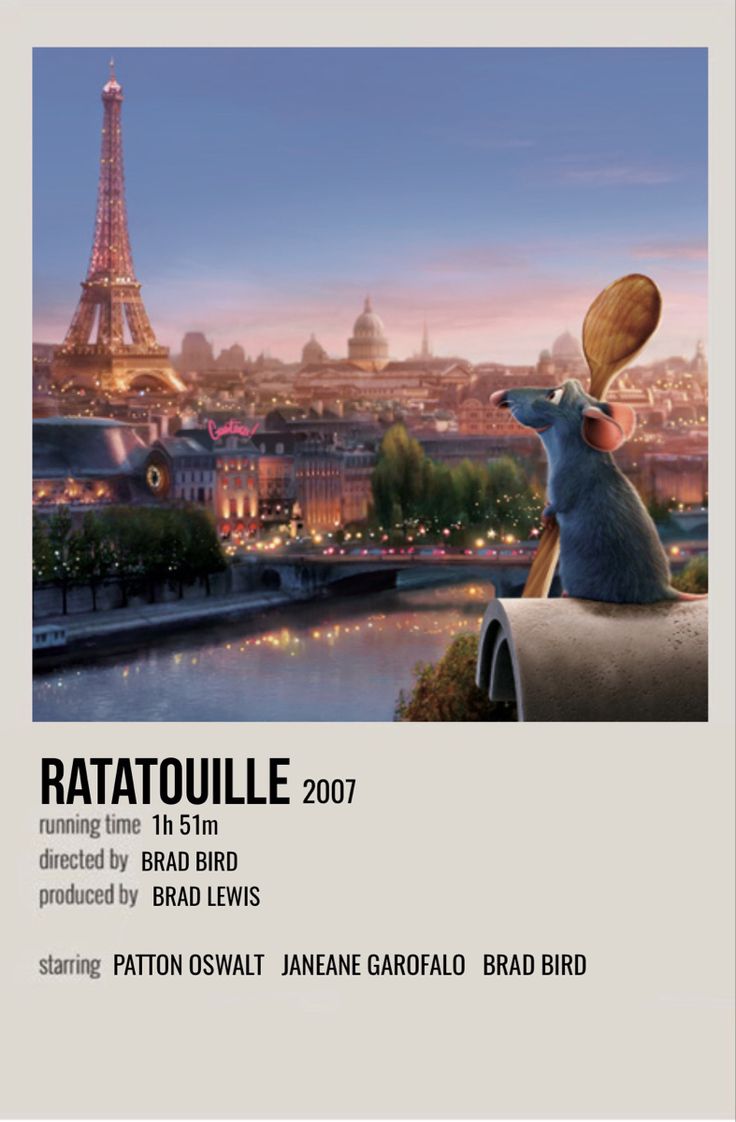 Gusteau's
RATATOUILLE 2007
running time 1h 51m
directed by BRAD BIRD
produced by BRAD LEWIS
starring PATTON OSWALT JANEANE GAROFALO BRAD BIRD